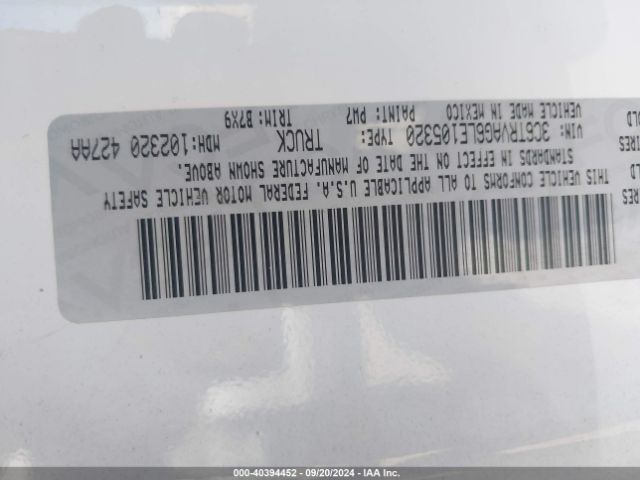 THIS VEHICLE CONFORMS TO ALL APPLICABLE U.S.A. FEDERAL MOTOR VEHICLE SAFETY
STANDARDS IN EFFECT ON THE DATE OF MANUFACTURE SHOWN ABOVE.
VIN: 3C6TRVAG6LE105320 TYPE: TRUCK MDH:102320 427AA
VEHICLE MADE IN MEXICO PAINT: PW7 TRIM: B7X9
000-40394452 | 09/20/2024 | IAA Inc.